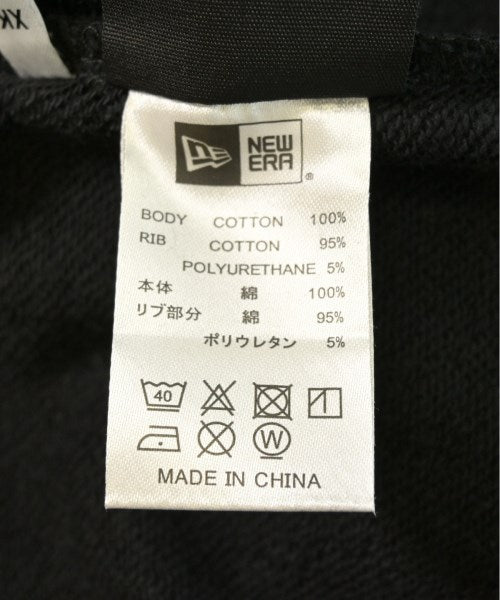 XX
NEW
ERA
®
BODY COTTON 100%
RIB COTTON 95%
POLYURETHANE 5%
本体 綿 100%
リブ部分 綿 95%
ポリウレタン 5%
40
W
MADE IN CHINA